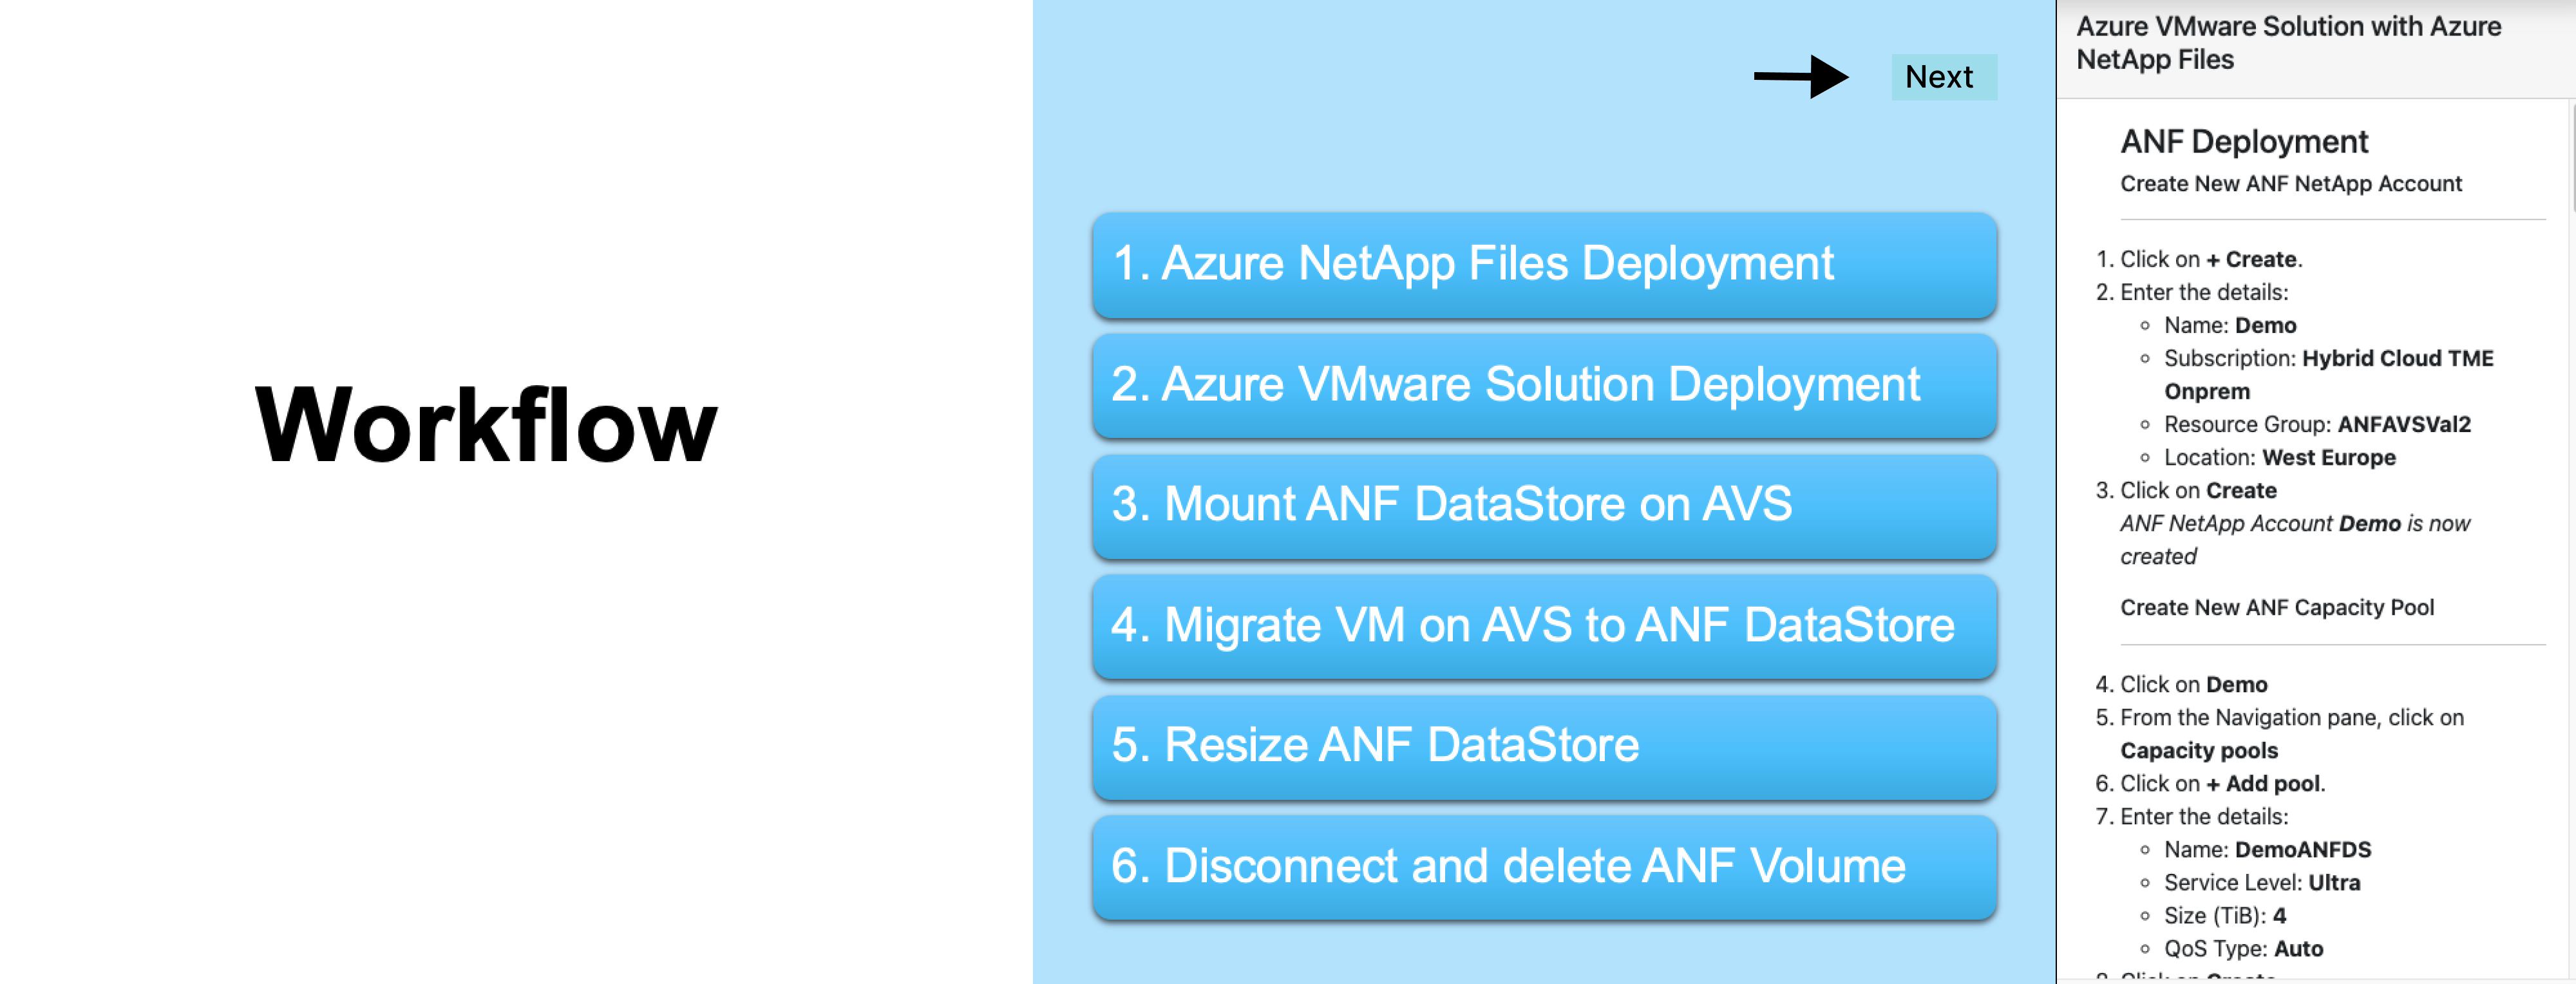 Workflow
Next
1. Azure NetApp Files Deployment
2. Azure VMware Solution Deployment
3. Mount ANF DataStore on AVS
4. Migrate VM on AVS to ANF DataStore
5. Resize ANF DataStore
6. Disconnect and delete ANF Volume
Azure VMware Solution with Azure
NetApp Files
ANF Deployment
Create New ANF NetApp Account
1. Click on + Create.
2. Enter the details:
Name: Demo
Subscription: Hybrid Cloud TME
Onprem
Resource Group: ANFAVSVal2
Location: West Europe
3. Click on Create
ANF NetApp Account Demo is now
created
Create New ANF Capacity Pool
4. Click on Demo
5. From the Navigation pane, click on
Capacity pools
6. Click on + Add pool.
7. Enter the details:
Name: DemoANFDS
Service Level: Ultra
Size (TiB): 4
QoS Type: Auto
8. Click on Create